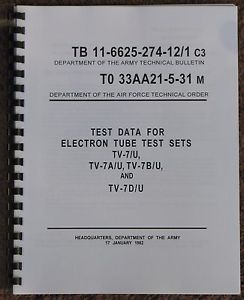 TB 11-6625-274-12/1 C3
DEPARTMENT OF THE ARMY TECHNICAL BULLETIN
TO 33AA21-5-31 M
DEPARTMENT OF THE AIR FORCE TECHNICAL ORDER
TEST DATA FOR
ELECTRON TUBE TEST SETS
TV-7/U,
TV-7A/U, TV-7B/U,
AND
TV-7D/U
HEADQUARTERS, DEPARTMENT OF THE ARMY
17 JANUARY 1962